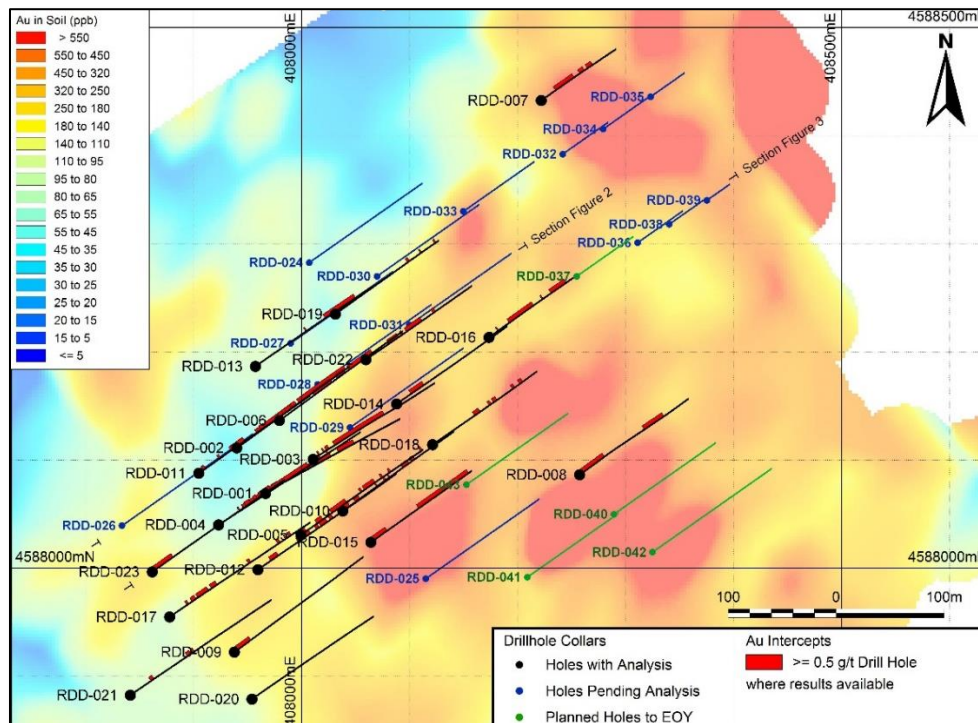 Au in Soil (ppb)
> 550
550 to 450
450 to 320
320 to 250
250 to 180
180 to 140
140 to 110
110 to 95
95 to 80
80 to 65
65 to 55
55 to 45
45 to 35
35 to 30
30 to 25
25 to 20
20 to 15
15 to 5
<= 5
408000mE
408500mE
4588500mN
N
RDD-007
RDD-035
RDD-034
RDD-032
Section Figure 3
RDD-039
RDD-033
RDD-038
RDD-036
Section Figure 2
RDD-024
RDD-030
RDD-037
RDD-019
RDD-031
RDD-027
RDD-016
RDD-022
RDD-013
RDD-028
RDD-014
RDD-006
RDD-029
RDD-002
RDD-018
RDD-003
RDD-011
RDD-008
RDD-043
RDD-001
RDD-010
RDD-040
RDD-026
RDD-004
RDD-005
RDD-015
RDD-042
4588000mN
4588000mN
RDD-023
RDD-012
RDD-025
RDD-041
RDD-017
100
0
100m
RDD-009
RDD-021
RDD-020
408000mE
Drillhole Collars
Holes with Analysis
Holes Pending Analysis
Planned Holes to EOY
Au Intercepts
>= 0.5 g/t Drill Hole
where results available